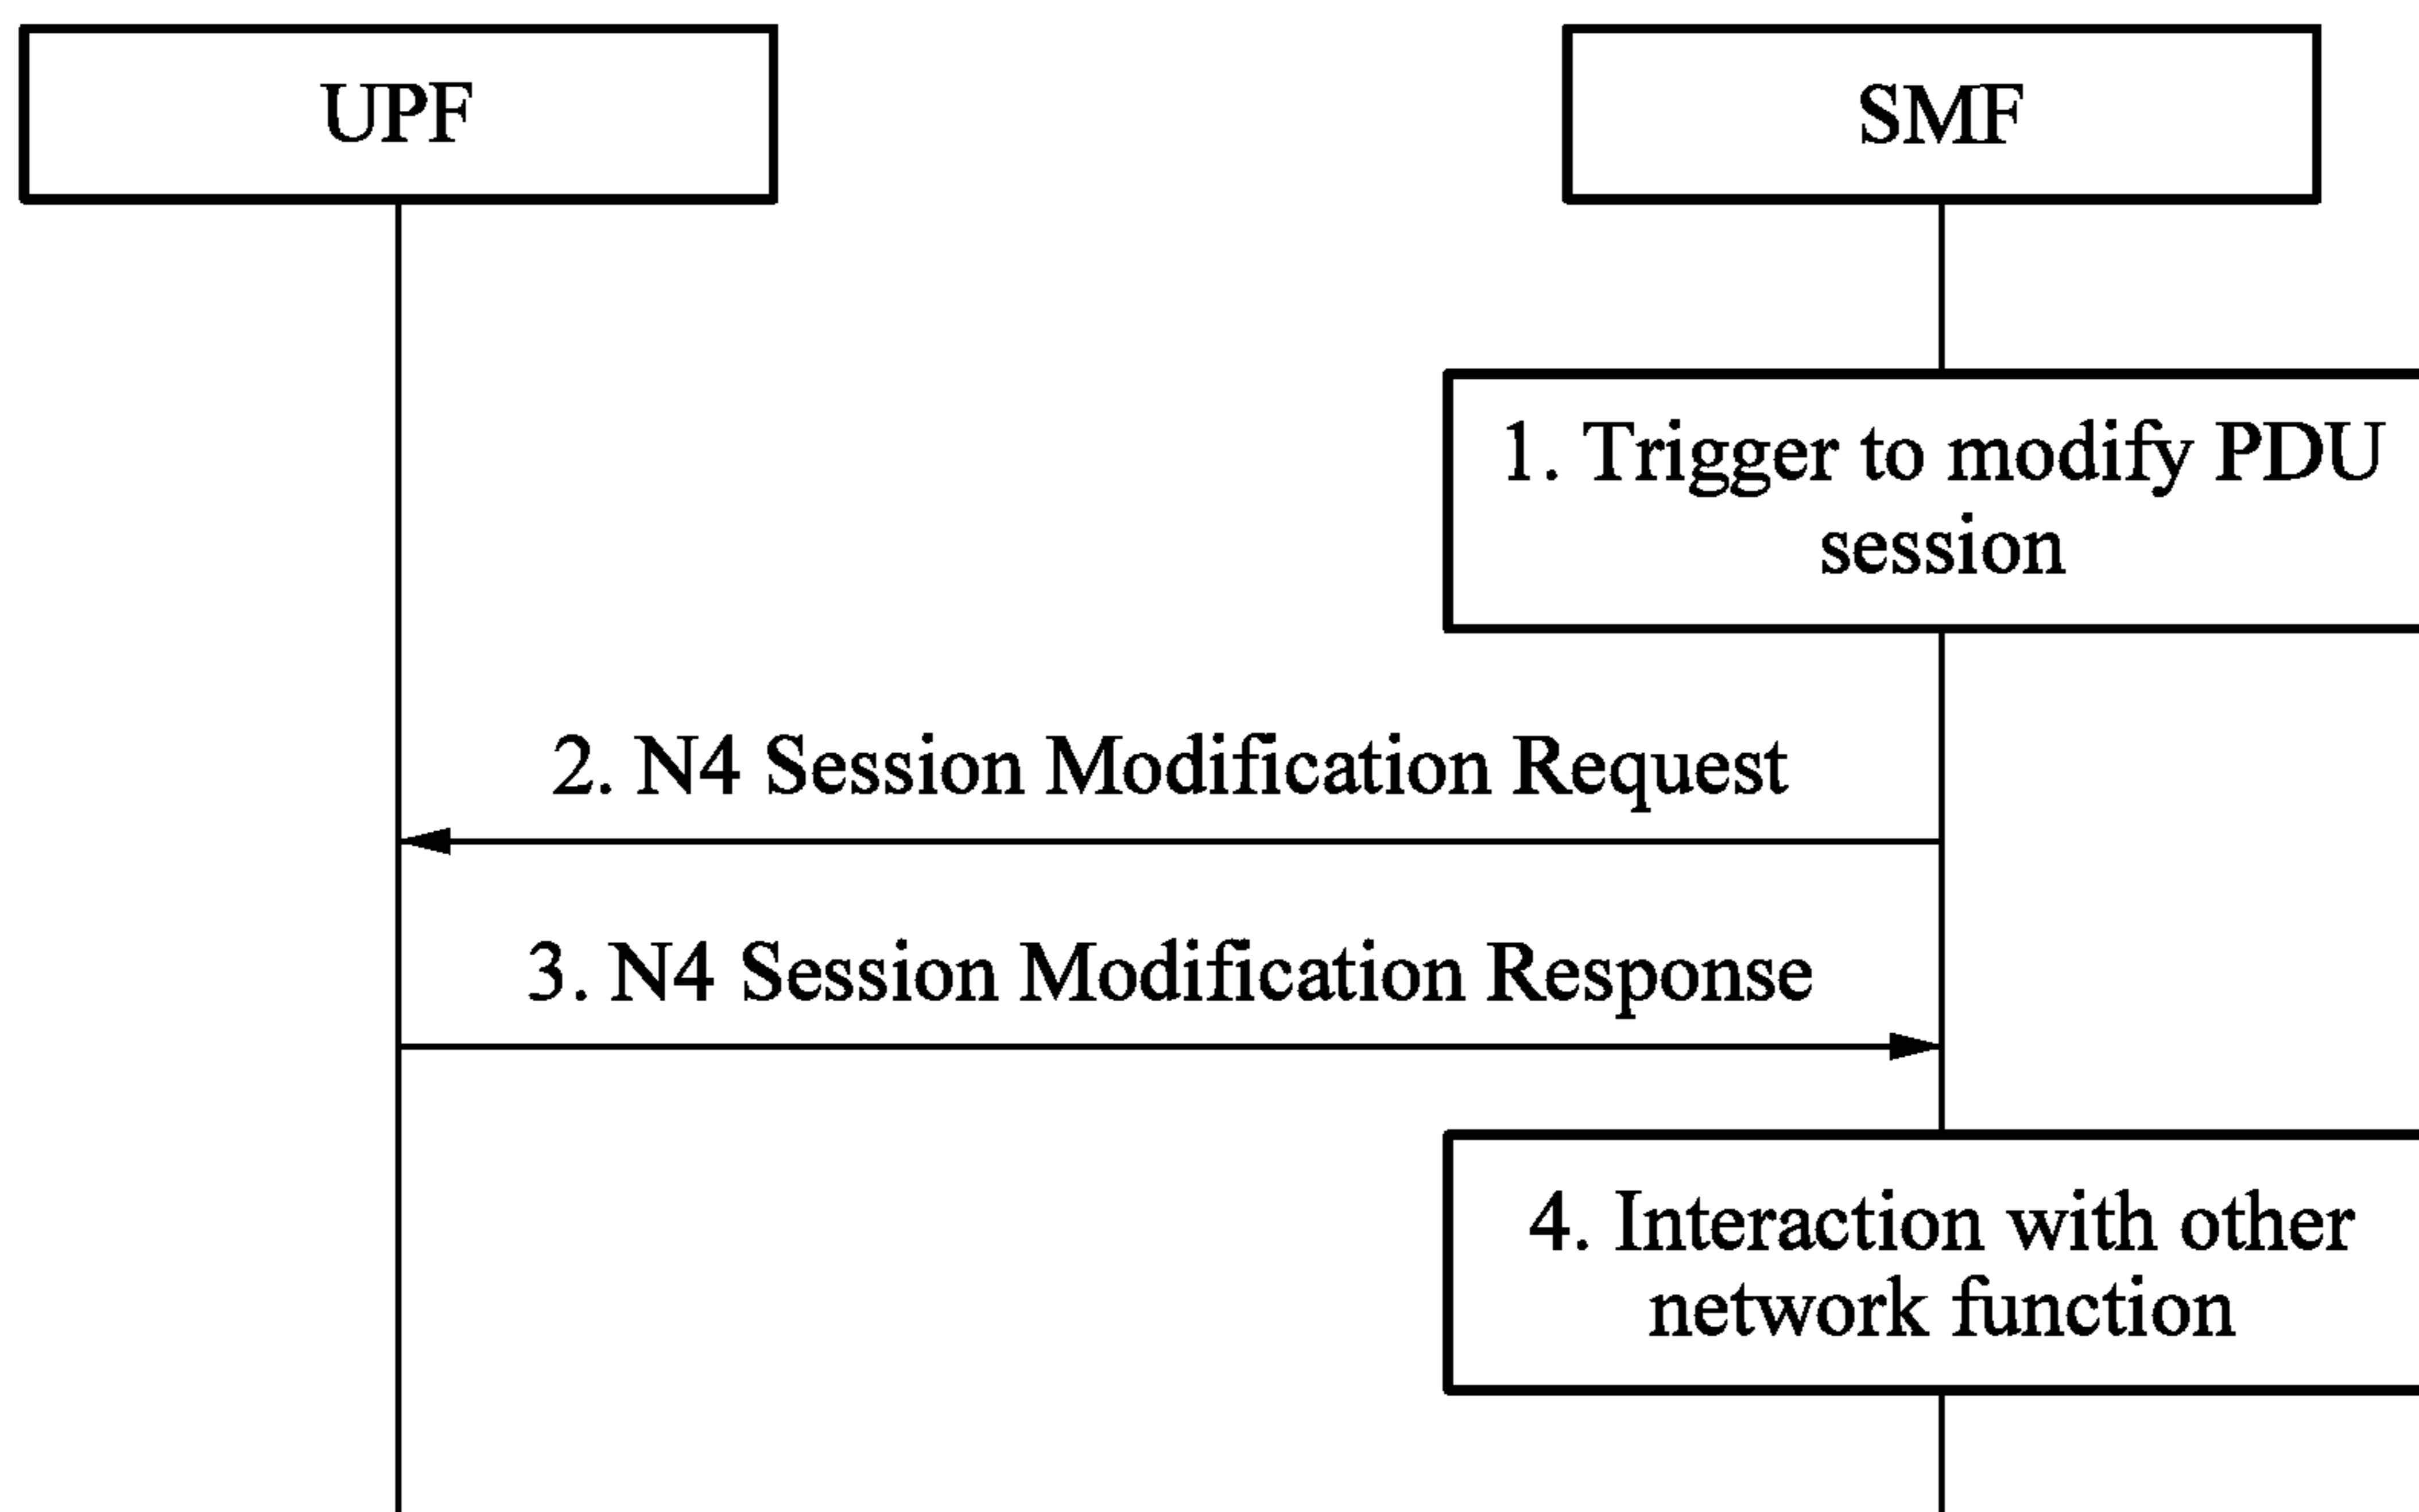 UPF
SMF
1. Trigger to modify PDU
session
2. N4 Session Modification Request
3. N4 Session Modification Response
4. Interaction with other
network function